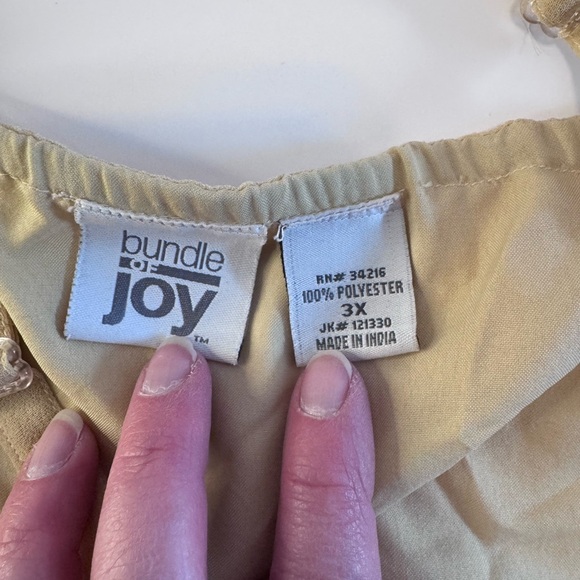 bundle
OF
joy
TM
RN# 34216
100% POLYESTER
3X
JK# 121330
MADE IN INDIA